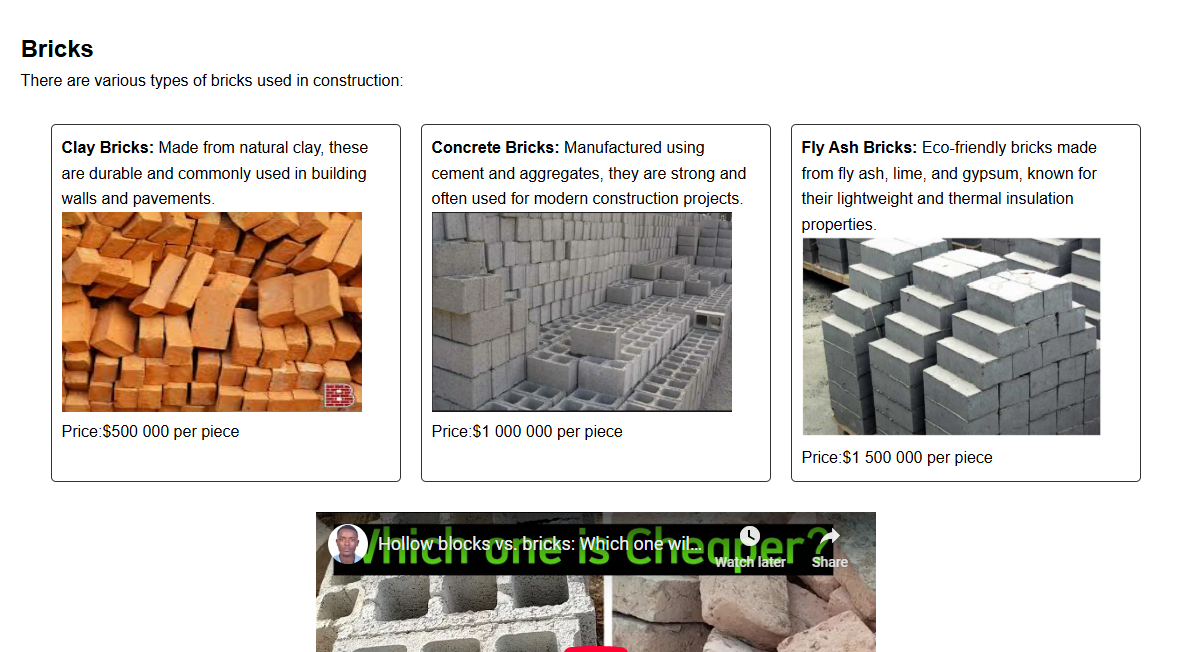 Bricks
There are various types of bricks used in construction:
Clay Bricks: Made from natural clay, these
are durable and commonly used in building
walls and pavements.
Price:$500 000 per piece
Concrete Bricks: Manufactured using
cement and aggregates, they are strong and
often used for modern construction projects.
Price:$1 000 000 per piece
Fly Ash Bricks: Eco-friendly bricks made
from fly ash, lime, and gypsum, known for
their lightweight and thermal insulation
properties.
Price:$1 500 000 per piece
Which one is Cheaper?
Hollow blocks vs. bricks: Which one wil...
Watch later
Share